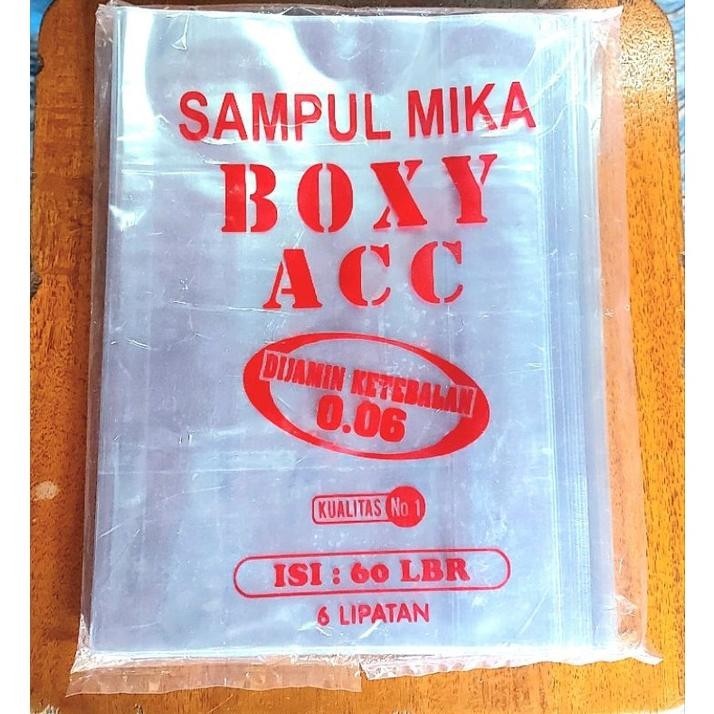 SAMPUL MIKA
BOXY
ACC
DIJAMIN KETEBALAN
0.06
KUALITAS No 1
ISI : 60 LBR
6 LIPATAN